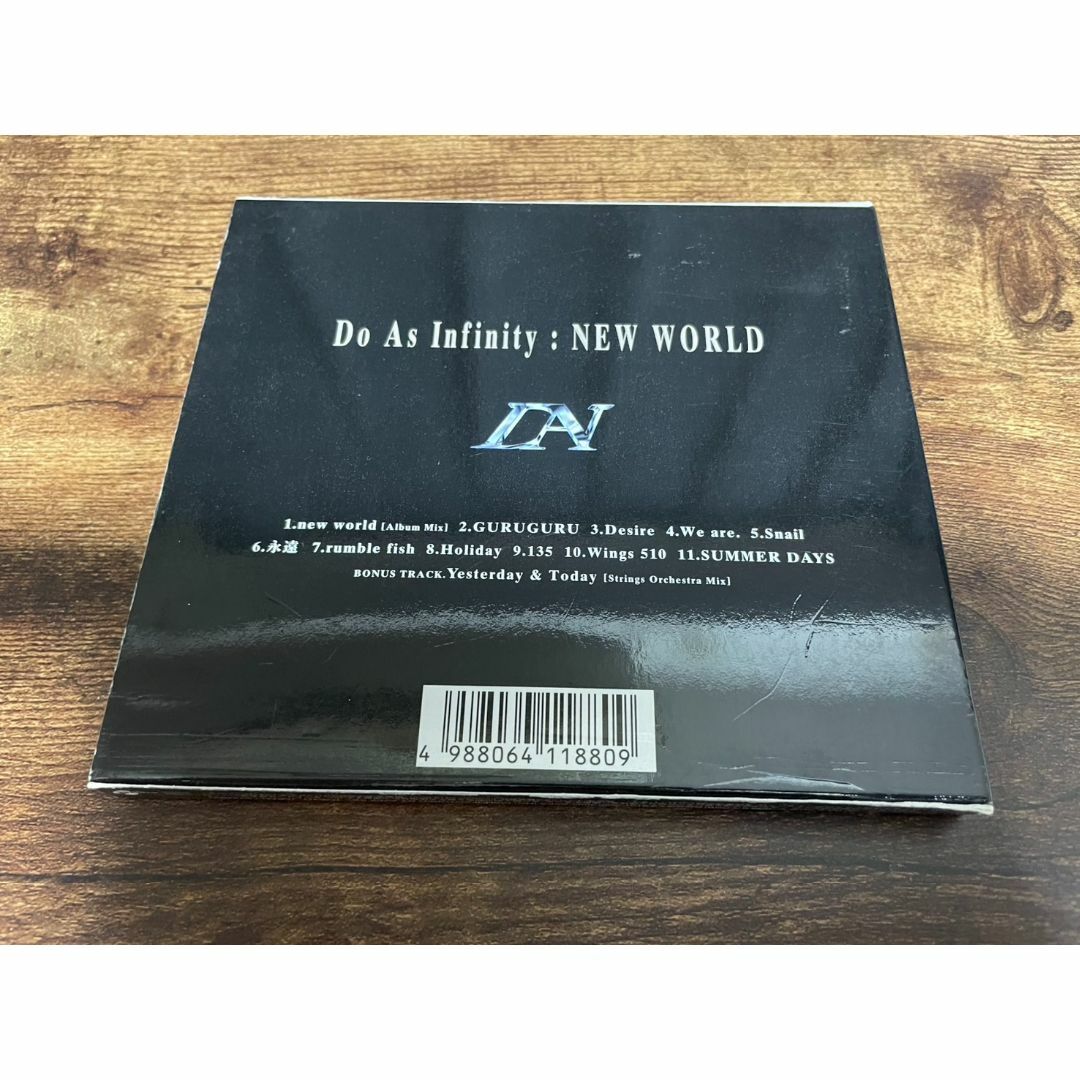 Do As Infinity : NEW WORLD
DAI
1.new world [Album Mix] 2.GURUGURU 3.Desire 4.We are. 5.Snail
6.永遠 7.rumble fish 8.Holiday 9.135 10.Wings 510 11.SUMMER DAYS
BONUS TRACK.Yesterday & Today [Strings Orchestra Mix]
4 988064 118809